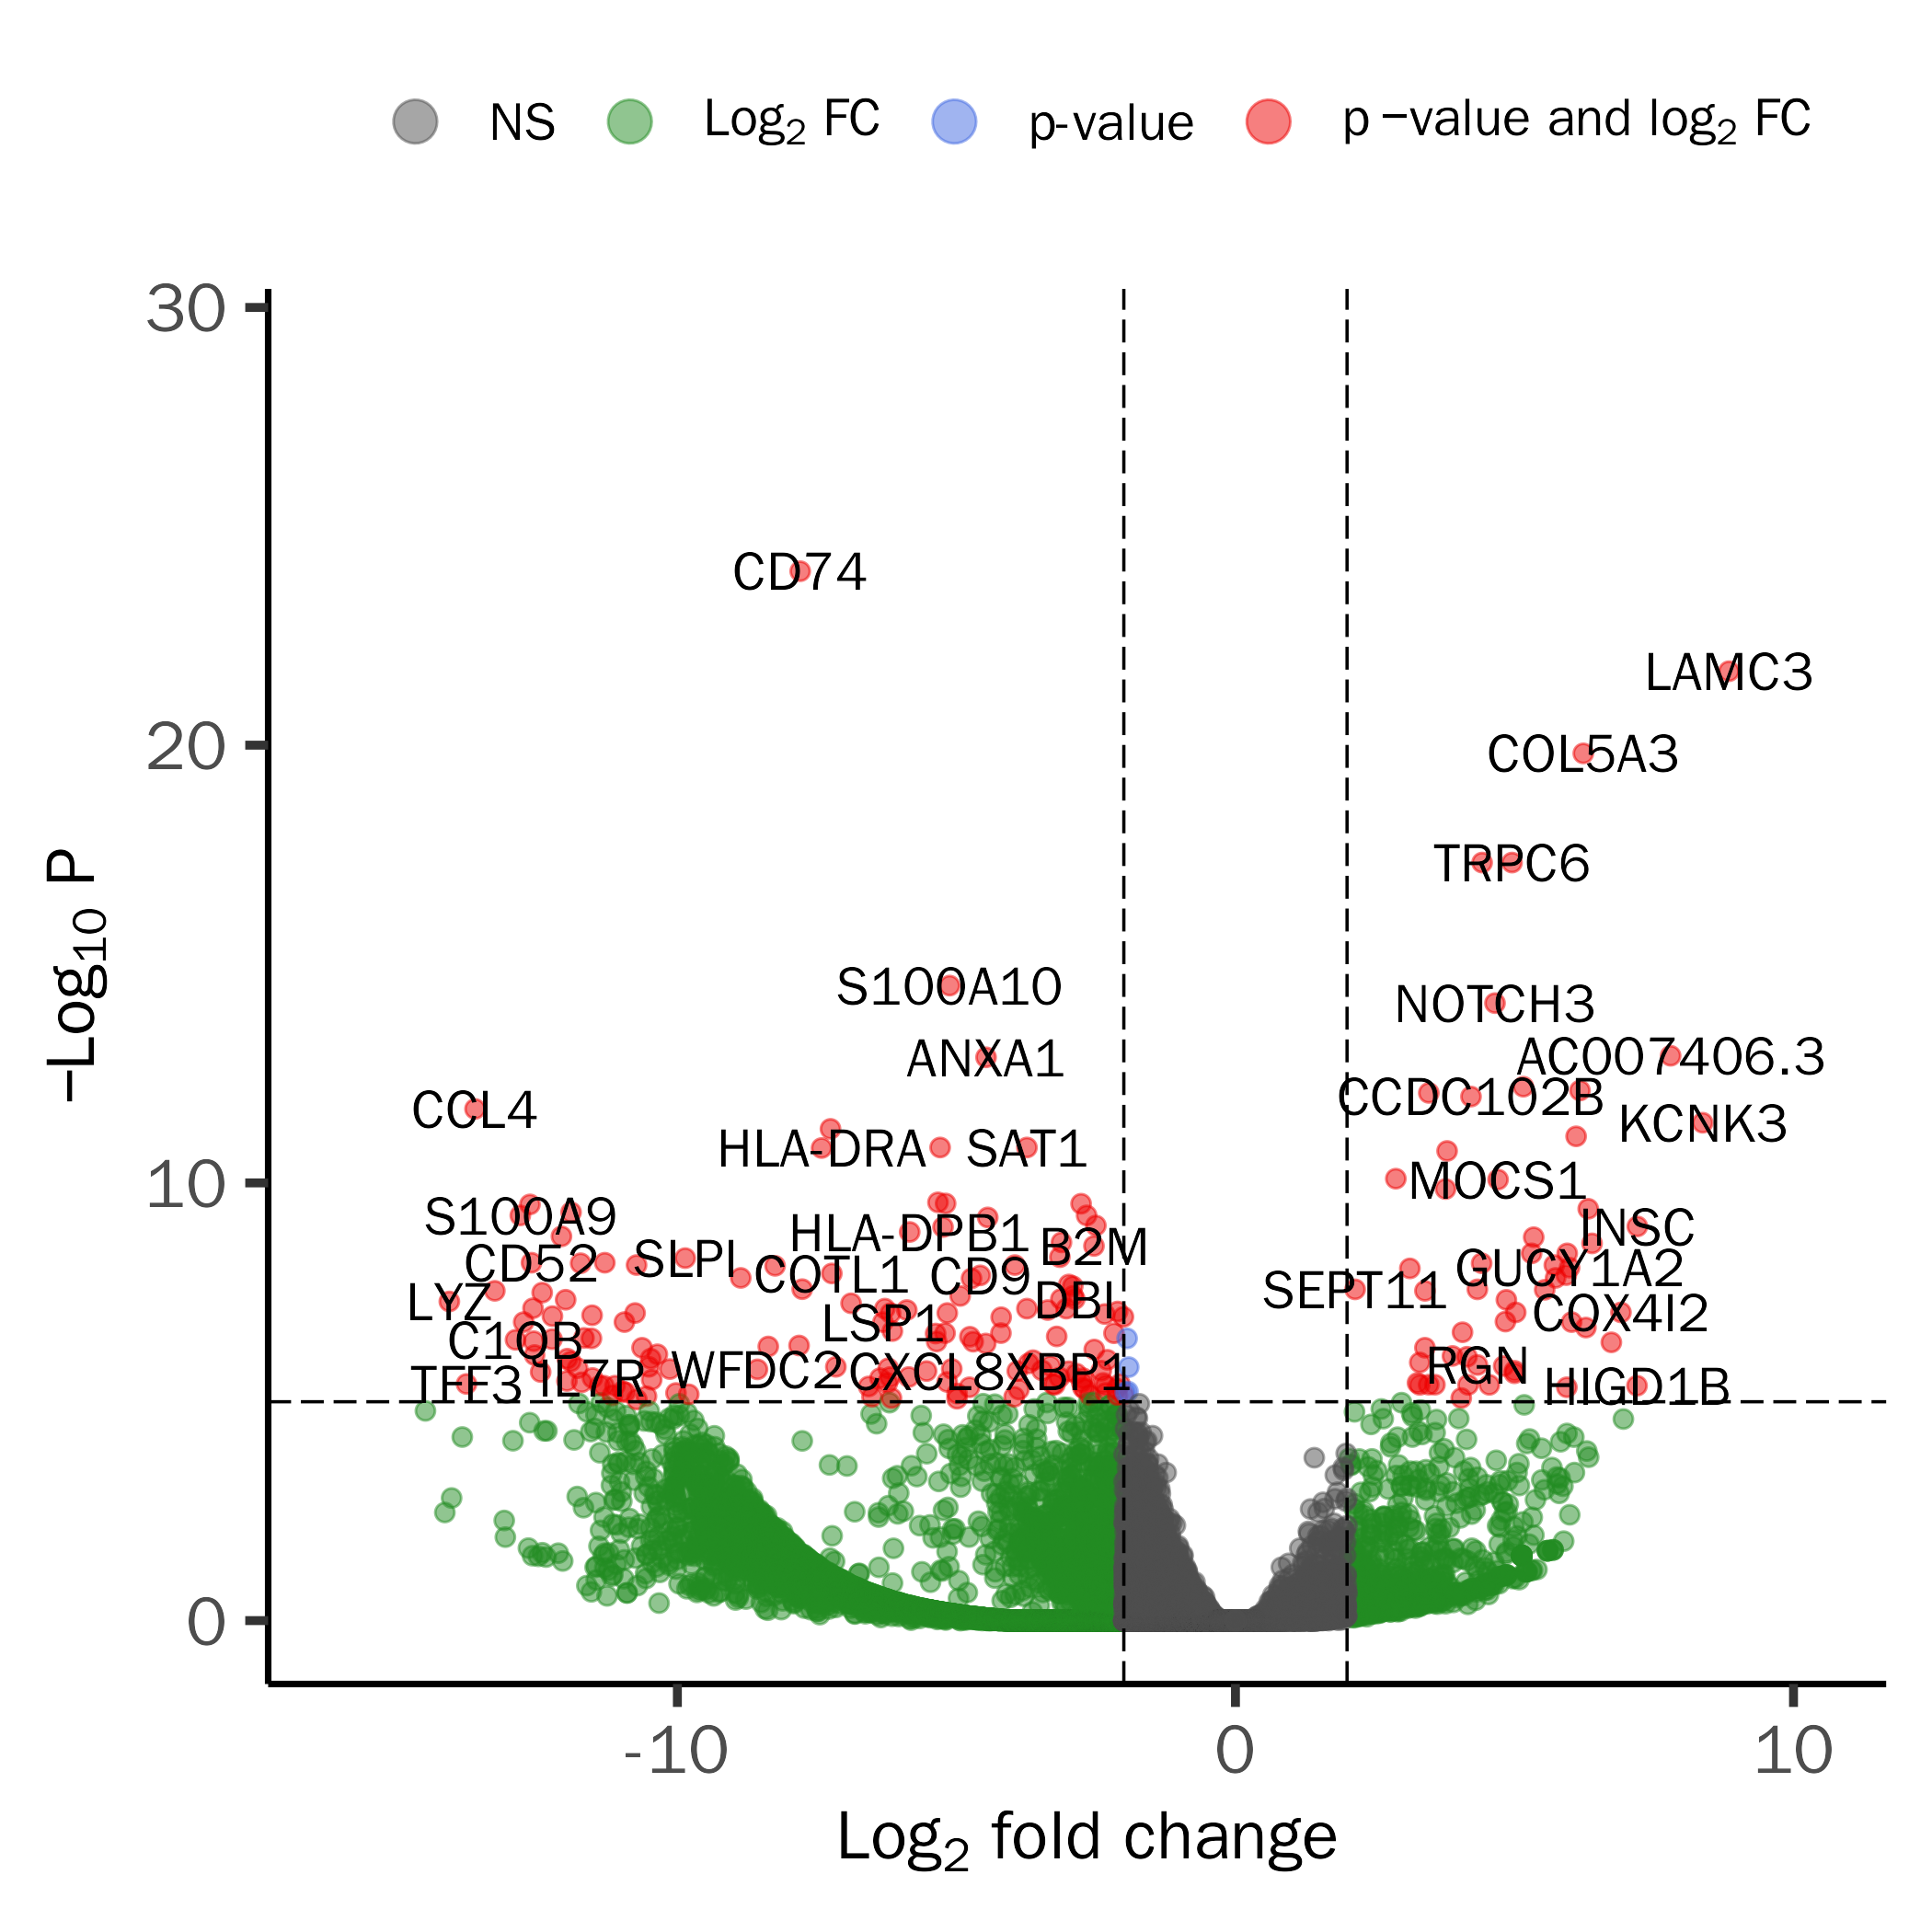 NS Log2 FC p-value p −value and log2 FC
30
CD74
LAMC3
20
COL5A3
TRPC6
−Log10 P
S100A10
NOTCH3
ANXA1
AC007406.3
CCL4
CCDC102B
KCNK3
HLA-DRA SAT1
10
MOCS1
S100A9
INSC
HLA-DPB1 B2M
CD52 SLPI COTL1 CD9
GUCY1A2
SEPT11
LYZ
DBI
LSP1
COX4I2
C1QB
WFDC2 CXCL8 XBP1
RGN
TFF3 IL7R
HIGD1B
0
-10 0 10
Log2 fold change